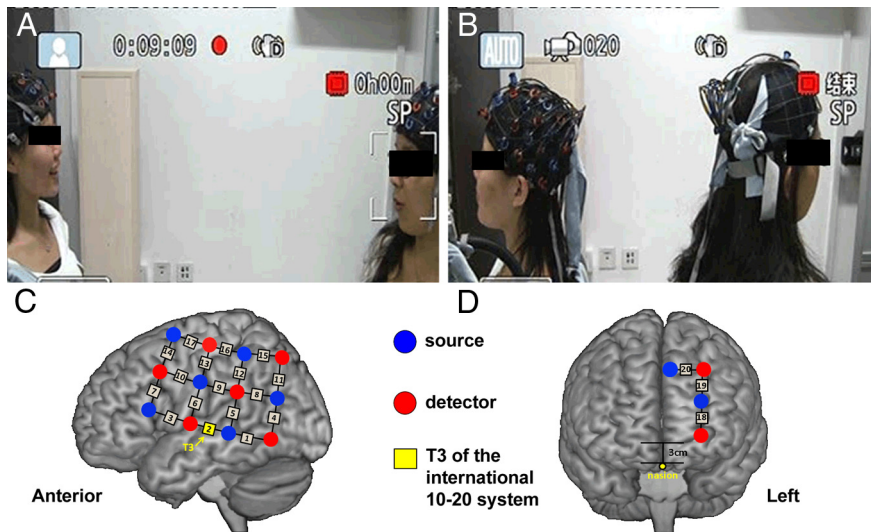 A
0:09:09
D
0h00m
SP
B
AUTO
020
D
结束
SP
C
17
16
15
14
13
12
11
10
9
8
7
6
5
4
3
2
1
T3
Anterior
source
detector
T3 of the
international
10-20 system
D
20
19
18
3cm
nasion
Left